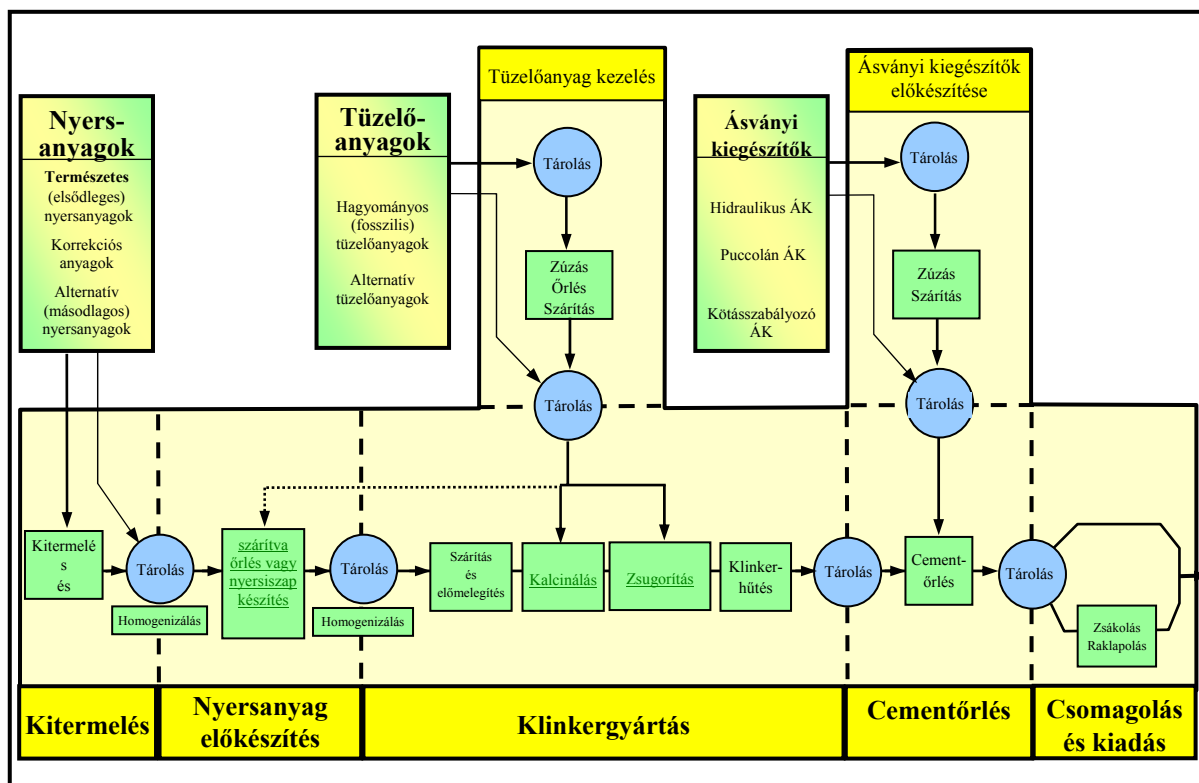 Tüzelőanyag kezelés
Ásványi kiegészítők
előkészítése
Nyers-
anyagok
Természetes
(elsődleges)
nyersanyagok
Korrekciós
anyagok
Alternatív
(másodlagos)
nyersanyagok
Tüzelő-
anyagok
Hagyományos
(fosszilis)
tüzelőanyagok
Alternatív
tüzelőanyagok
Tárolás
Zúzás
Őrlés
Szárítás
Tárolás
Ásványi
kiegészítők
Hidraulikus ÁK
Puccolán ÁK
Kötásszabályozó
ÁK
Tárolás
Zúzás
Szárítás
Tárolás
Kitermelé
s és
Tárolás
Homogenizálás
szárítva
őrlés vagy
nyersiszap
készítés
Tárolás
Homogenizálás
Szárítás
és
előmelegítés
Kalcinálás
Zsugorítás
Klinker-
hűtés
Tárolás
Cement-
őrlés
Tárolás
Zsákolás
Raklapolás
Kitermelés
Nyersanyag
előkészítés
Klinkergyártás
Cementőrlés
Csomagolás
és kiadás